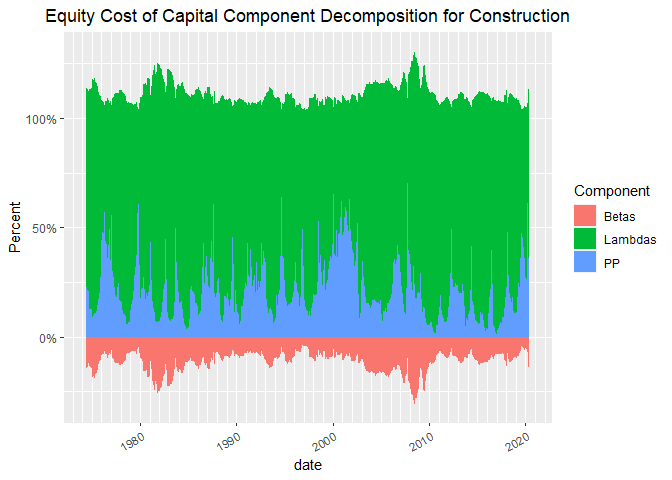 Equity Cost of Capital Component Decomposition for Construction
Percent
100%
50%
0%
1980
1990
2000
2010
2020
date
Component
Betas
Lambdas
PP